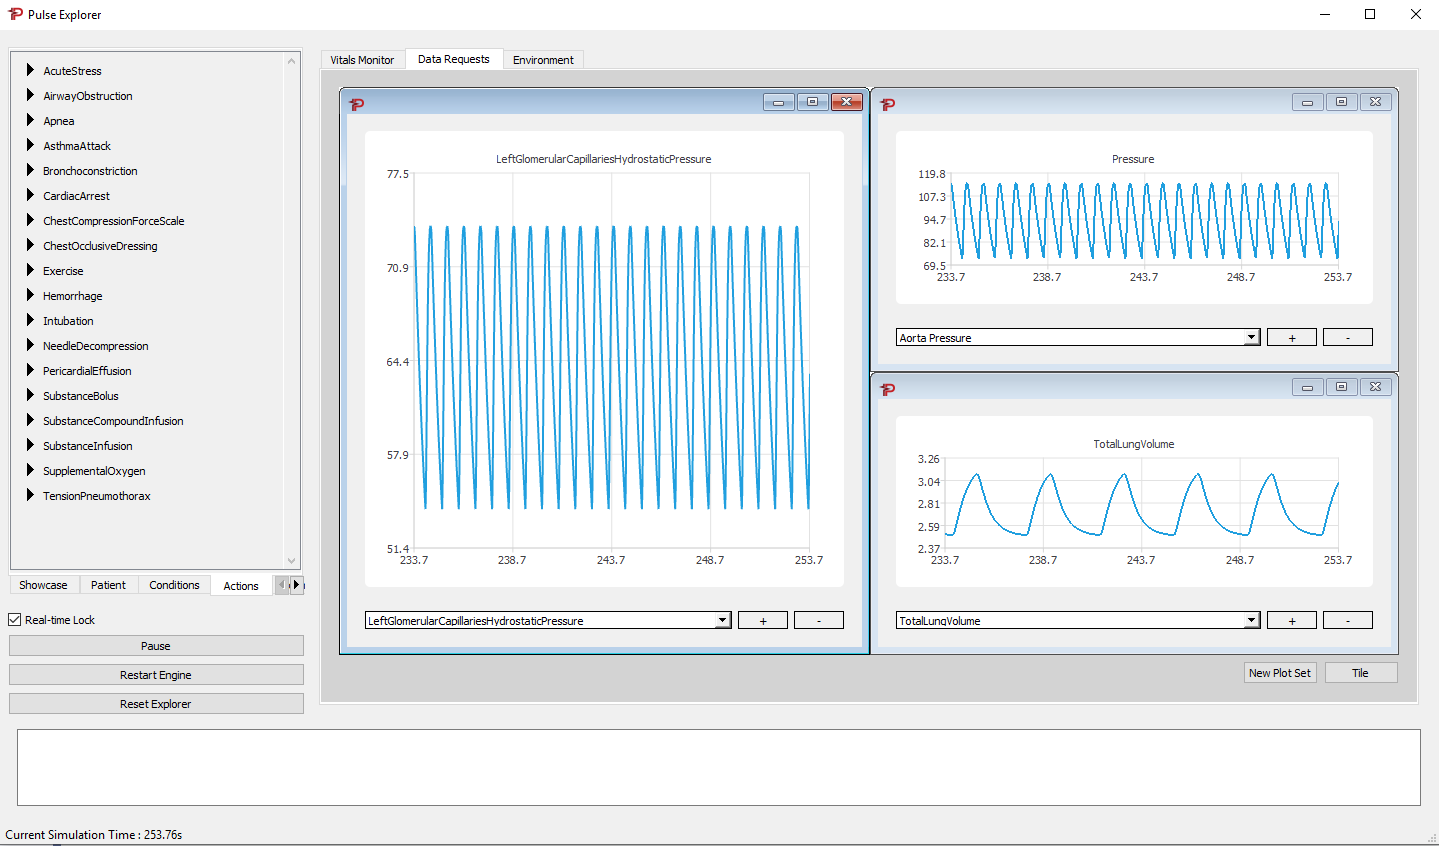 Pulse Explorer
AcuteStress
AirwayObstruction
Apnea
AsthmaAttack
Bronchoconstriction
CardiacArrest
ChestCompressionForceScale
ChestOcclusiveDressing
Exercise
Hemorrhage
Intubation
NeedleDecompression
PericardialEffusion
SubstanceBolus
SubstanceCompoundInfusion
SubstanceInfusion
SupplementalOxygen
TensionPneumothorax
Showcase Patient Conditions Actions
Real-time Lock
Pause
Restart Engine
Reset Explorer
Vitals Monitor Data Requests Environment
LeftGlomerularCapillariesHydrostaticPressure
77.5
70.9
64.4
57.9
51.4
233.7 238.7 243.7 248.7 253.7
LeftGlomerularCapillariesHydrostaticPressure + -
Pressure
119.8
107.3
94.7
82.1
69.5
233.7 238.7 243.7 248.7 253.7
Aorta Pressure + -
TotalLungVolume
3.26
3.04
2.81
2.59
2.37
233.7 238.7 243.7 248.7 253.7
TotalLungVolume + -
New Plot Set Tile
Current Simulation Time : 253.76s